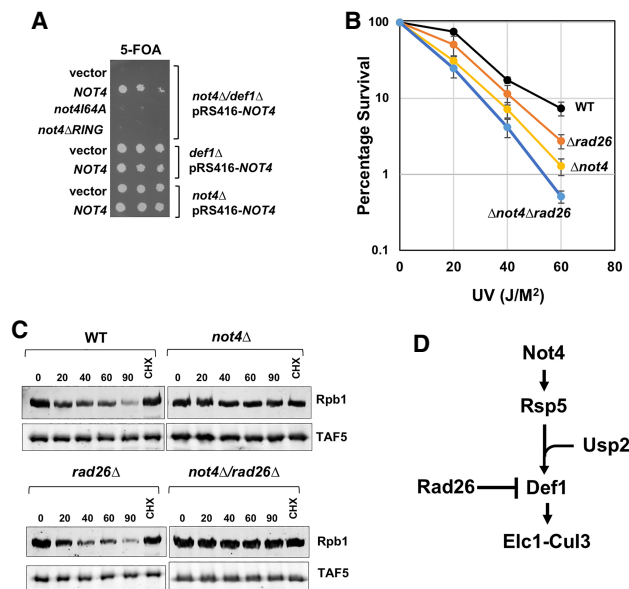 A
5-FOA
vector
NOT4
not4I64A
not4ΔRING
vector
NOT4
vector
NOT4
not4Δ/def1Δ
pRS416-NOT4
def1Δ
pRS416-NOT4
not4Δ
pRS416-NOT4
B
Percentage Survival
100
10
1
0.1
0 20 40 60 80
UV (J/M²)
WT
Δrad26
Δnot4
Δnot4Δrad26
C
WT not4Δ
0 20 40 60 90 CHX 0 20 40 60 90 CHX
Rpb1
TAF5
rad26Δ not4Δ/rad26Δ
0 20 40 60 90 CHX 0 20 40 60 90 CHX
Rpb1
TAF5
D
Not4
Rsp5
Usp2
Rad26 Def1
Elc1-Cul3